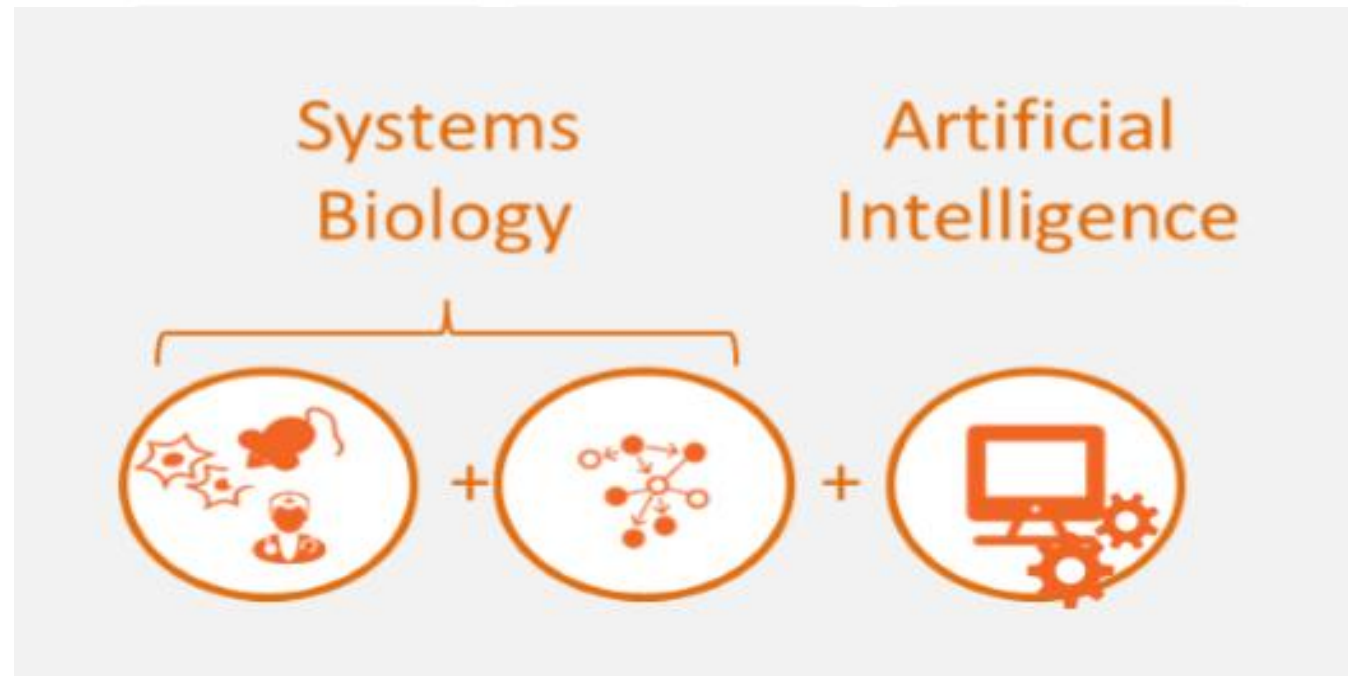 Systems
Biology
Artificial
Intelligence
+
+